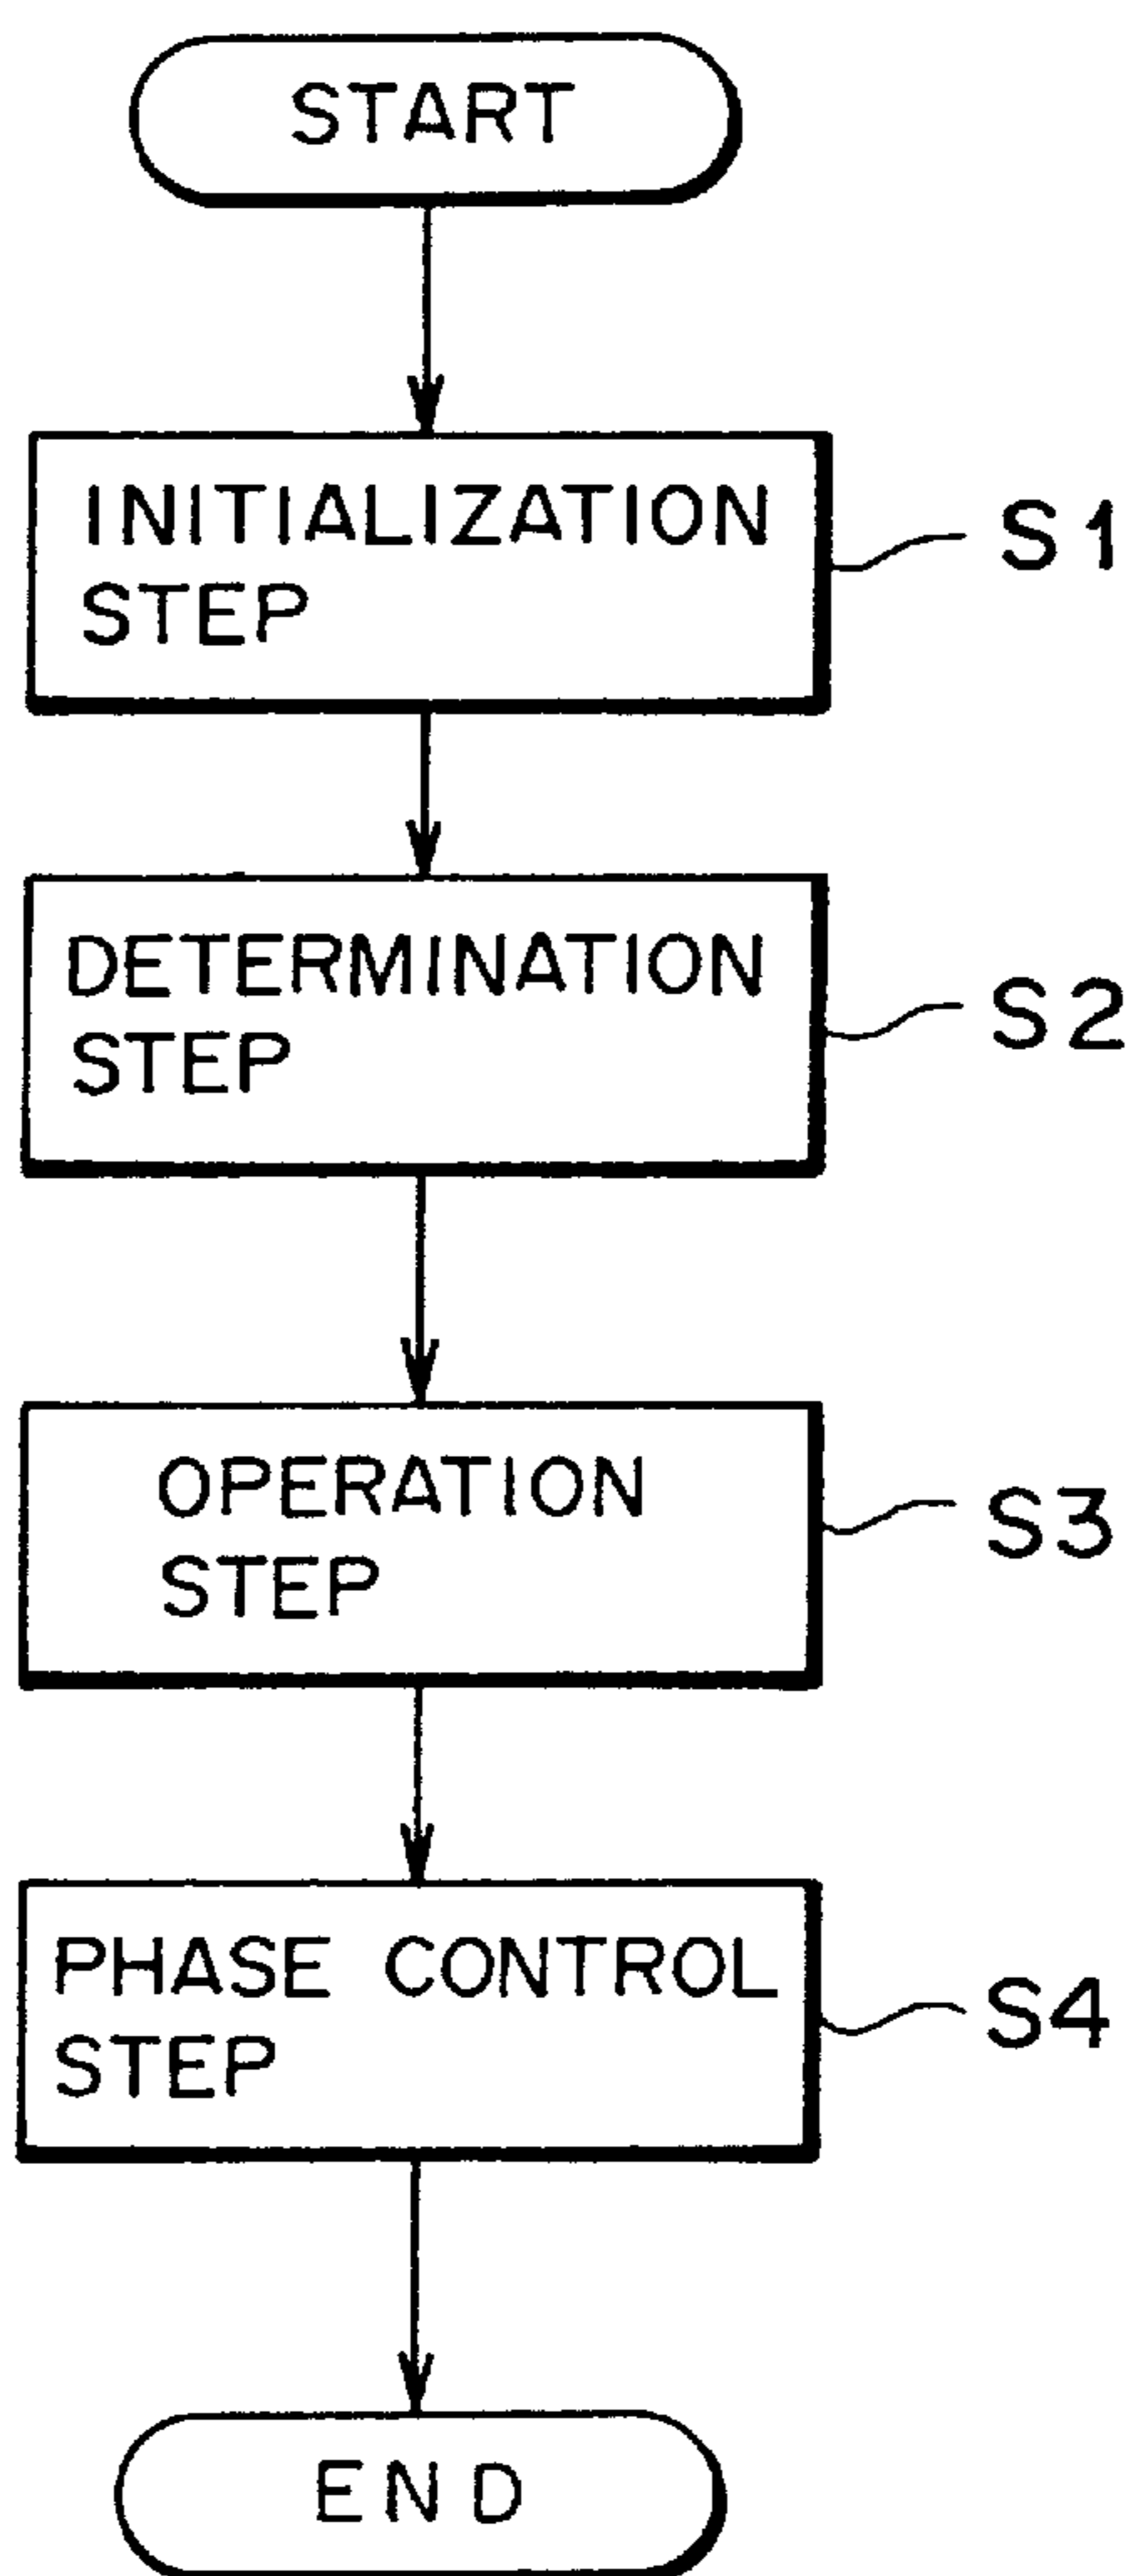 START
INITIALIZATION
STEP
S1
DETERMINATION
STEP
S2
OPERATION
STEP
S3
PHASE CONTROL
STEP
S4
END